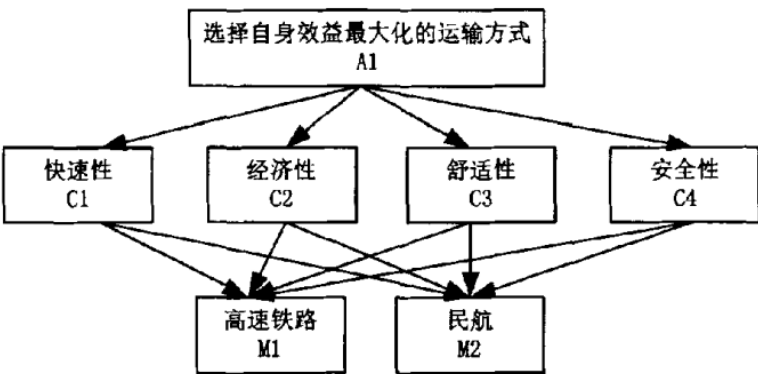 选择自身效益最大化的运输方式
A1
快速性
C1
经济性
C2
舒适性
C3
安全性
C4
高速铁路
M1
民航
M2